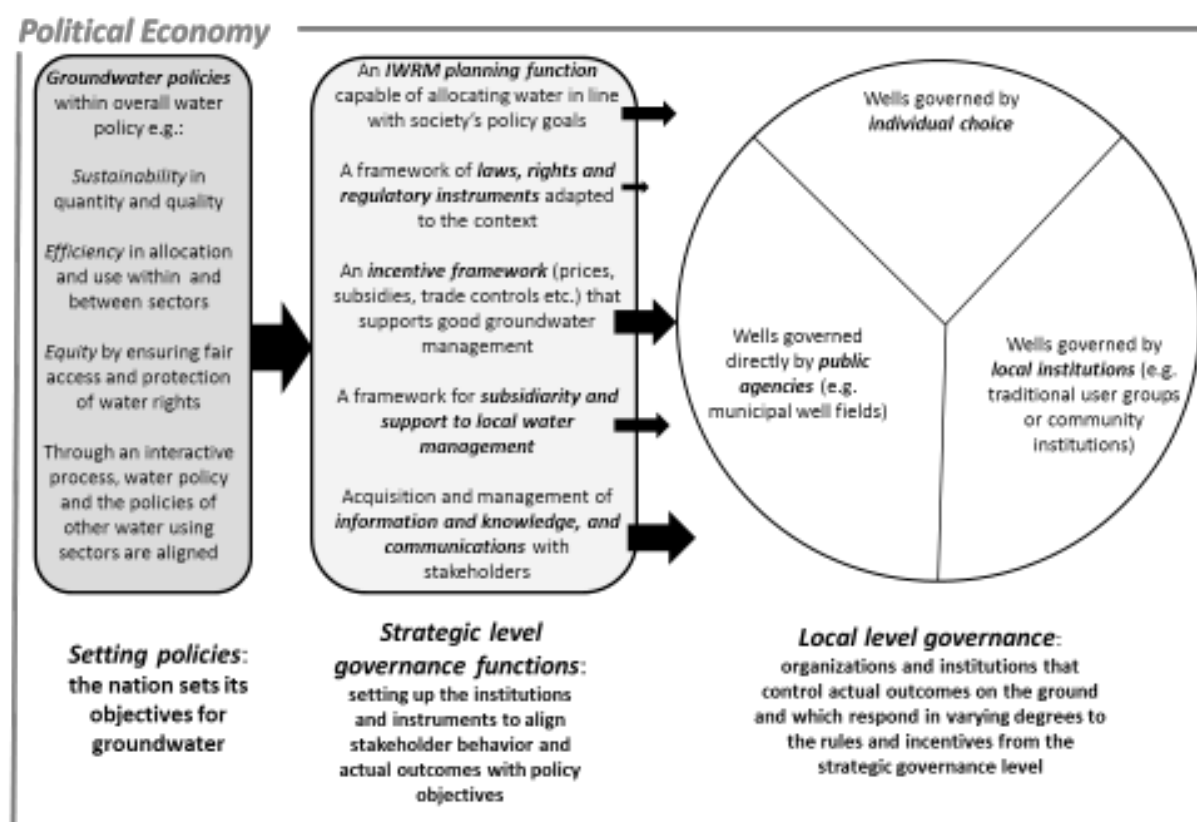 Political Economy
Groundwater policies
within overall water
policy e.g.:
Sustainability in
quantity and quality
Efficiency in allocation
and use within and
between sectors
Equity by ensuring fair
access and protection
of water rights
Through an interactive
process, water policy
and the policies of
other water using
sectors are aligned
Setting policies:
the nation sets its
objectives for
groundwater
An IWRM planning function
capable of allocating water in line
with society's policy goals
A framework of laws, rights and
regulatory instruments adapted
to the context
An incentive framework (prices,
subsidies, trade controls etc.) that
supports good groundwater
management
A framework for subsidiarity and
support to local water
management
Acquisition and management of
information and knowledge, and
communications with
stakeholders
Strategic level
governance functions:
setting up the institutions
and instruments to align
stakeholder behavior and
actual outcomes with policy
objectives
Wells governed by
individual choice
Wells governed
directly by public
agencies (e.g.
municipal well fields)
Wells governed by
local institutions (e.g.
traditional user groups
or community
institutions)
Local level governance:
organizations and institutions that
control actual outcomes on the ground
and which respond in varying degrees to
the rules and incentives from the
strategic governance level